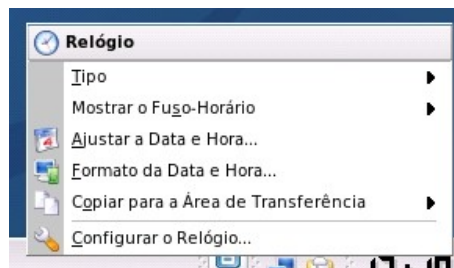 Relógio
Tipo
Mostrar o Fuso-Horário
Ajustar a Data e Hora...
Formato da Data e Hora...
Copiar para a Área de Transferência
Configurar o Relógio...